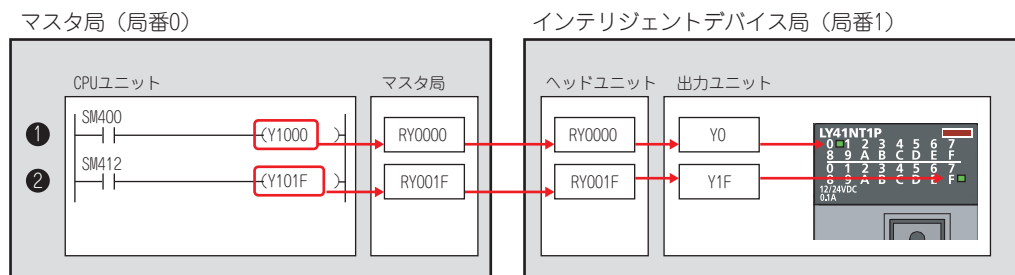 マスタ局（局番0）
インテリジェントデバイス局（局番1）
CPUユニット
マスタ局
ヘッドユニット
出力ユニット
❶
SM400
Y1000
RY0000
RY0000
Y0
❷
SM412
Y101F
RY001F
RY001F
Y1F
LY41NT1P
0 1 2 3 4 5 6 7
8 9 A B C D E F
0 1 2 3 4 5 6 7
8 9 A B C D E F
12/24VDC
0.1A